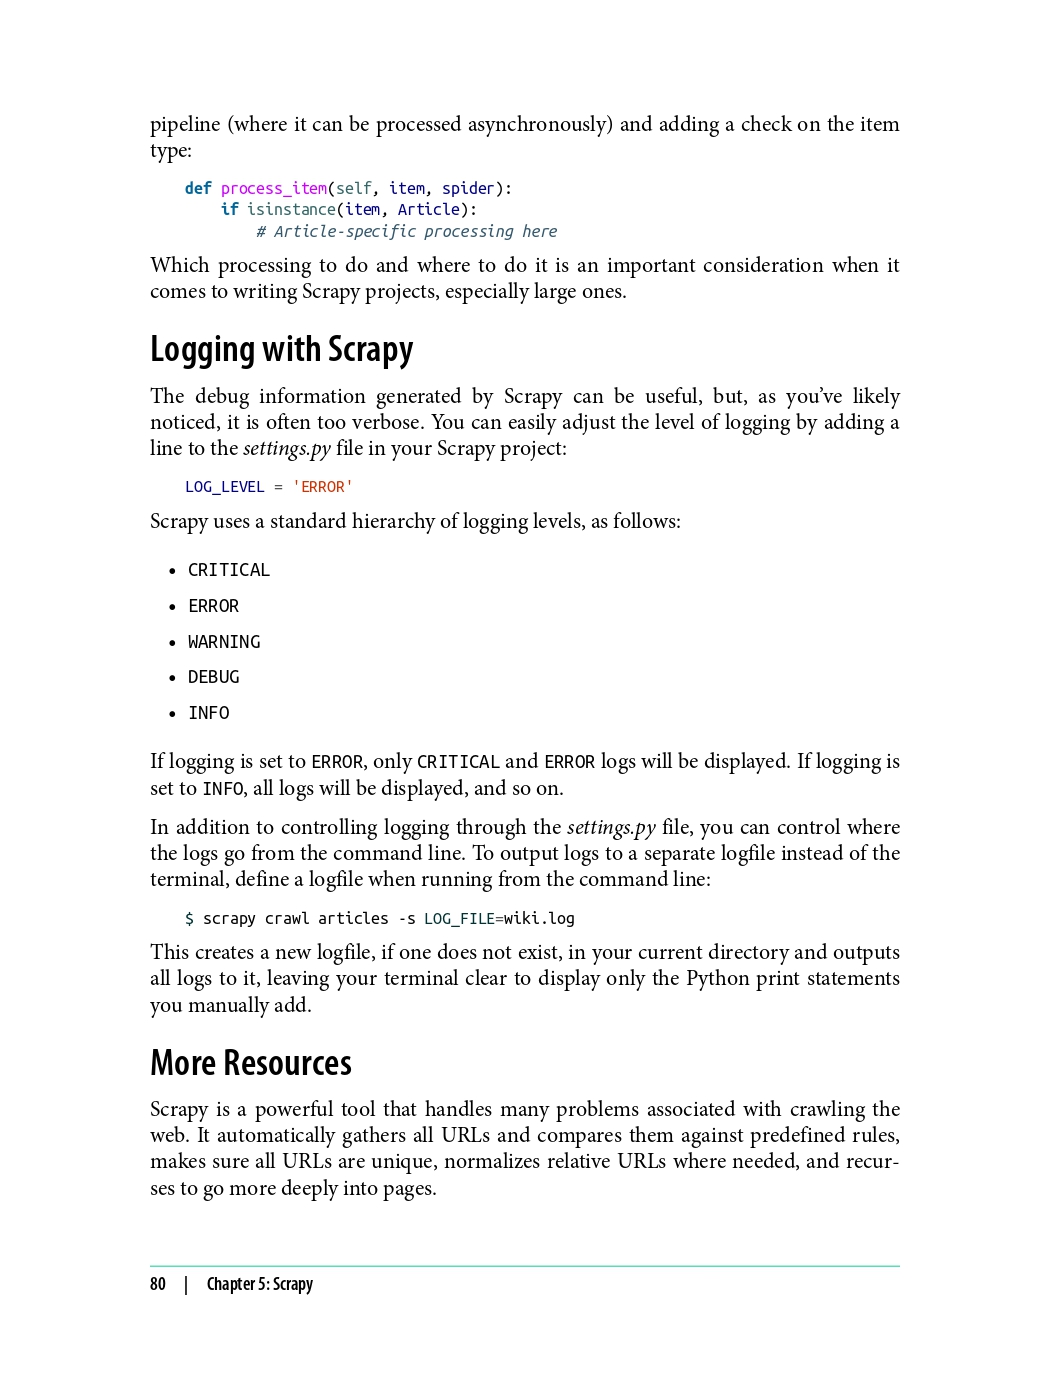 pipeline (where it can be processed asynchronously) and adding a check on the item
type:
def process_item(self, item, spider):
    if isinstance(item, Article):
        # Article-specific processing here
Which processing to do and where to do it is an important consideration when it
comes to writing Scrapy projects, especially large ones.
Logging with Scrapy
The debug information generated by Scrapy can be useful, but, as you’ve likely
noticed, it is often too verbose. You can easily adjust the level of logging by adding a
line to the settings.py file in your Scrapy project:
LOG_LEVEL = 'ERROR'
Scrapy uses a standard hierarchy of logging levels, as follows:
• CRITICAL
• ERROR
• WARNING
• DEBUG
• INFO
If logging is set to ERROR, only CRITICAL and ERROR logs will be displayed. If logging is
set to INFO, all logs will be displayed, and so on.
In addition to controlling logging through the settings.py file, you can control where
the logs go from the command line. To output logs to a separate logfile instead of the
terminal, define a logfile when running from the command line:
$ scrapy crawl articles -s LOG_FILE=wiki.log
This creates a new logfile, if one does not exist, in your current directory and outputs
all logs to it, leaving your terminal clear to display only the Python print statements
you manually add.
More Resources
Scrapy is a powerful tool that handles many problems associated with crawling the
web. It automatically gathers all URLs and compares them against predefined rules,
makes sure all URLs are unique, normalizes relative URLs where needed, and recur-
ses to go more deeply into pages.
80 | Chapter 5: Scrapy